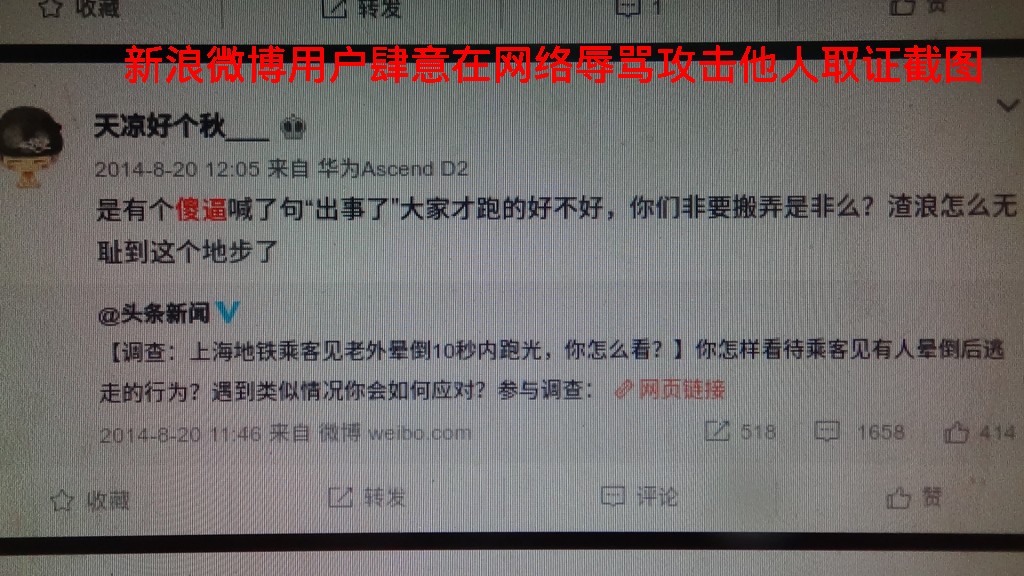 收藏 转发 1 赞
新浪微博用户肆意在网络辱骂攻击他人取证截图
天凉好个秋___
2014-8-20 12:05 来自 华为Ascend D2
是有个傻逼喊了句“出事了”大家才跑的好不好，你们非要搬弄是非么？渣浪怎么无
耻到这个地步了
@头条新闻
【调查：上海地铁乘客见老外晕倒10秒内跑光，你怎么看？】你怎样看待乘客见有人晕倒后逃
走的行为？遇到类似情况你会如何应对？参与调查： 网页链接
2014-8-20 11:46 来自 微博 weibo.com 518 1658 414
收藏 转发 评论 赞